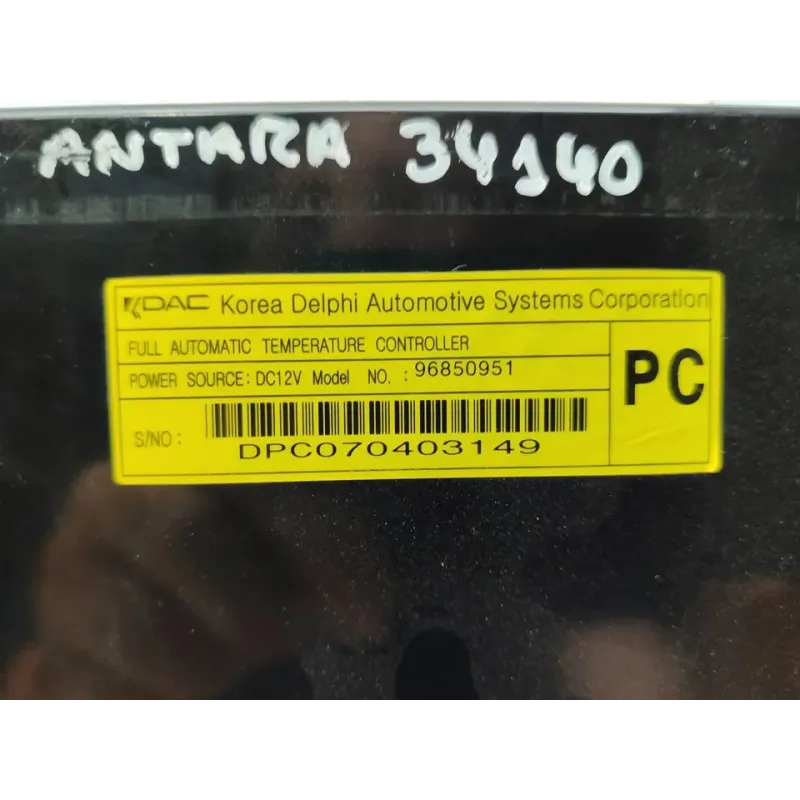 ANTARA 34140
KDAC Korea Delphi Automotive Systems Corporation
FULL AUTOMATIC TEMPERATURE CONTROLLER
POWER SOURCE: DC12V Model NO. : 96850951
PC
S/NO :
DPC070403149